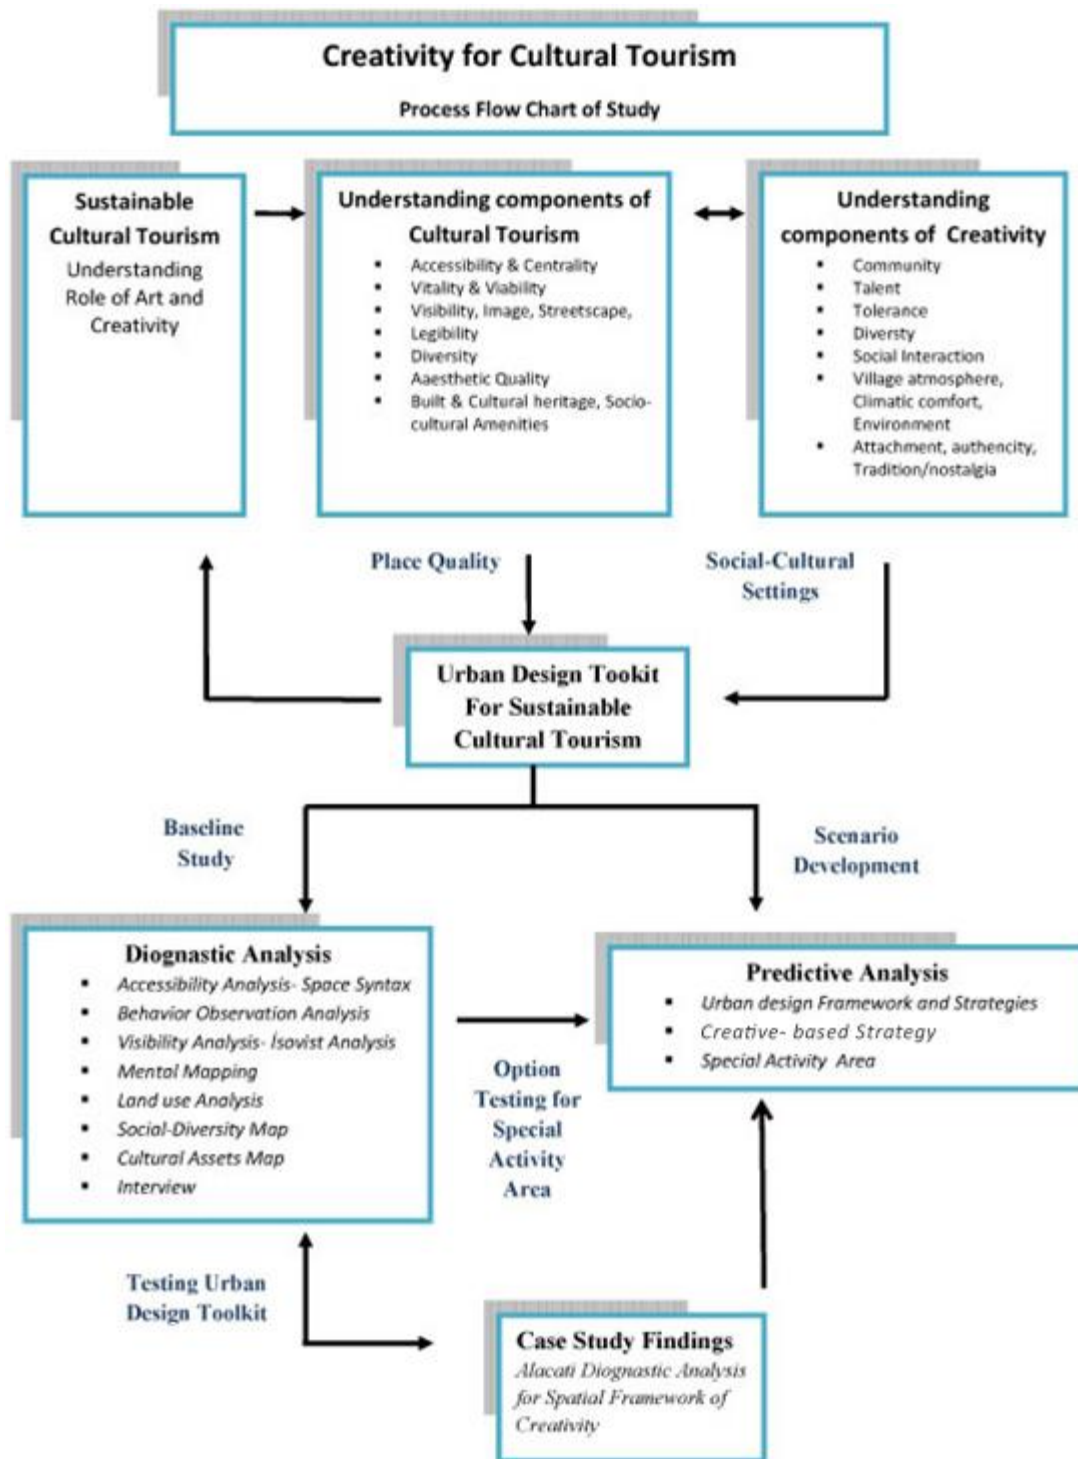 Creativity for Cultural Tourism
Process Flow Chart of Study
Sustainable
Cultural Tourism
Understanding
Role of Art and
Creativity
Understanding components of
Cultural Tourism
▪ Accessibility & Centrality
▪ Vitality & Viability
▪ Visibility, Image, Streetscape,
▪ Legibility
▪ Diversity
▪ Aaesthetic Quality
▪ Built & Cultural heritage, Socio-
cultural Amenities
Understanding
components of Creativity
▪ Community
▪ Talent
▪ Tolerance
▪ Diversty
▪ Social Interaction
▪ Village atmosphere,
Climatic comfort,
Environment
▪ Attachment, authencity,
Tradition/nostalgia
Place Quality
Social-Cultural
Settings
Urban Design Tookit
For Sustainable
Cultural Tourism
Baseline
Study
Scenario
Development
Diognastic Analysis
▪ Accessibility Analysis- Space Syntax
▪ Behavior Observation Analysis
▪ Visibility Analysis- İsovist Analysis
▪ Mental Mapping
▪ Land use Analysis
▪ Social-Diversity Map
▪ Cultural Assets Map
▪ Interview
Option
Testing for
Special
Activity
Area
Predictive Analysis
▪ Urban design Framework and Strategies
▪ Creative- based Strategy
▪ Special Activity Area
Testing Urban
Design Toolkit
Case Study Findings
Alacati Diognastic Analysis
for Spatial Framework of
Creativity